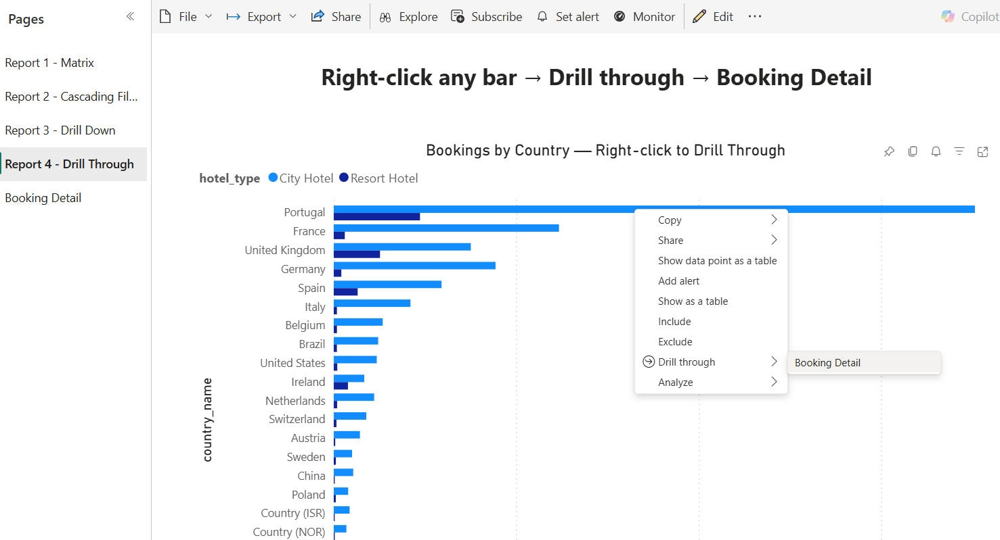 Pages
File
Export
Share
Explore
Subscribe
Set alert
Monitor
Edit
Copilot
Report 1 - Matrix
Report 2 - Cascading Fil...
Report 3 - Drill Down
Report 4 - Drill Through
Booking Detail
Right-click any bar → Drill through → Booking Detail
Bookings by Country — Right-click to Drill Through
hotel_type City Hotel Resort Hotel
country_name
Portugal
France
United Kingdom
Germany
Spain
Italy
Belgium
Brazil
United States
Ireland
Netherlands
Switzerland
Austria
Sweden
China
Poland
Country (ISR)
Country (NOR)
Copy
Share
Show data point as a table
Add alert
Show as a table
Include
Exclude
Drill through
Analyze
Booking Detail